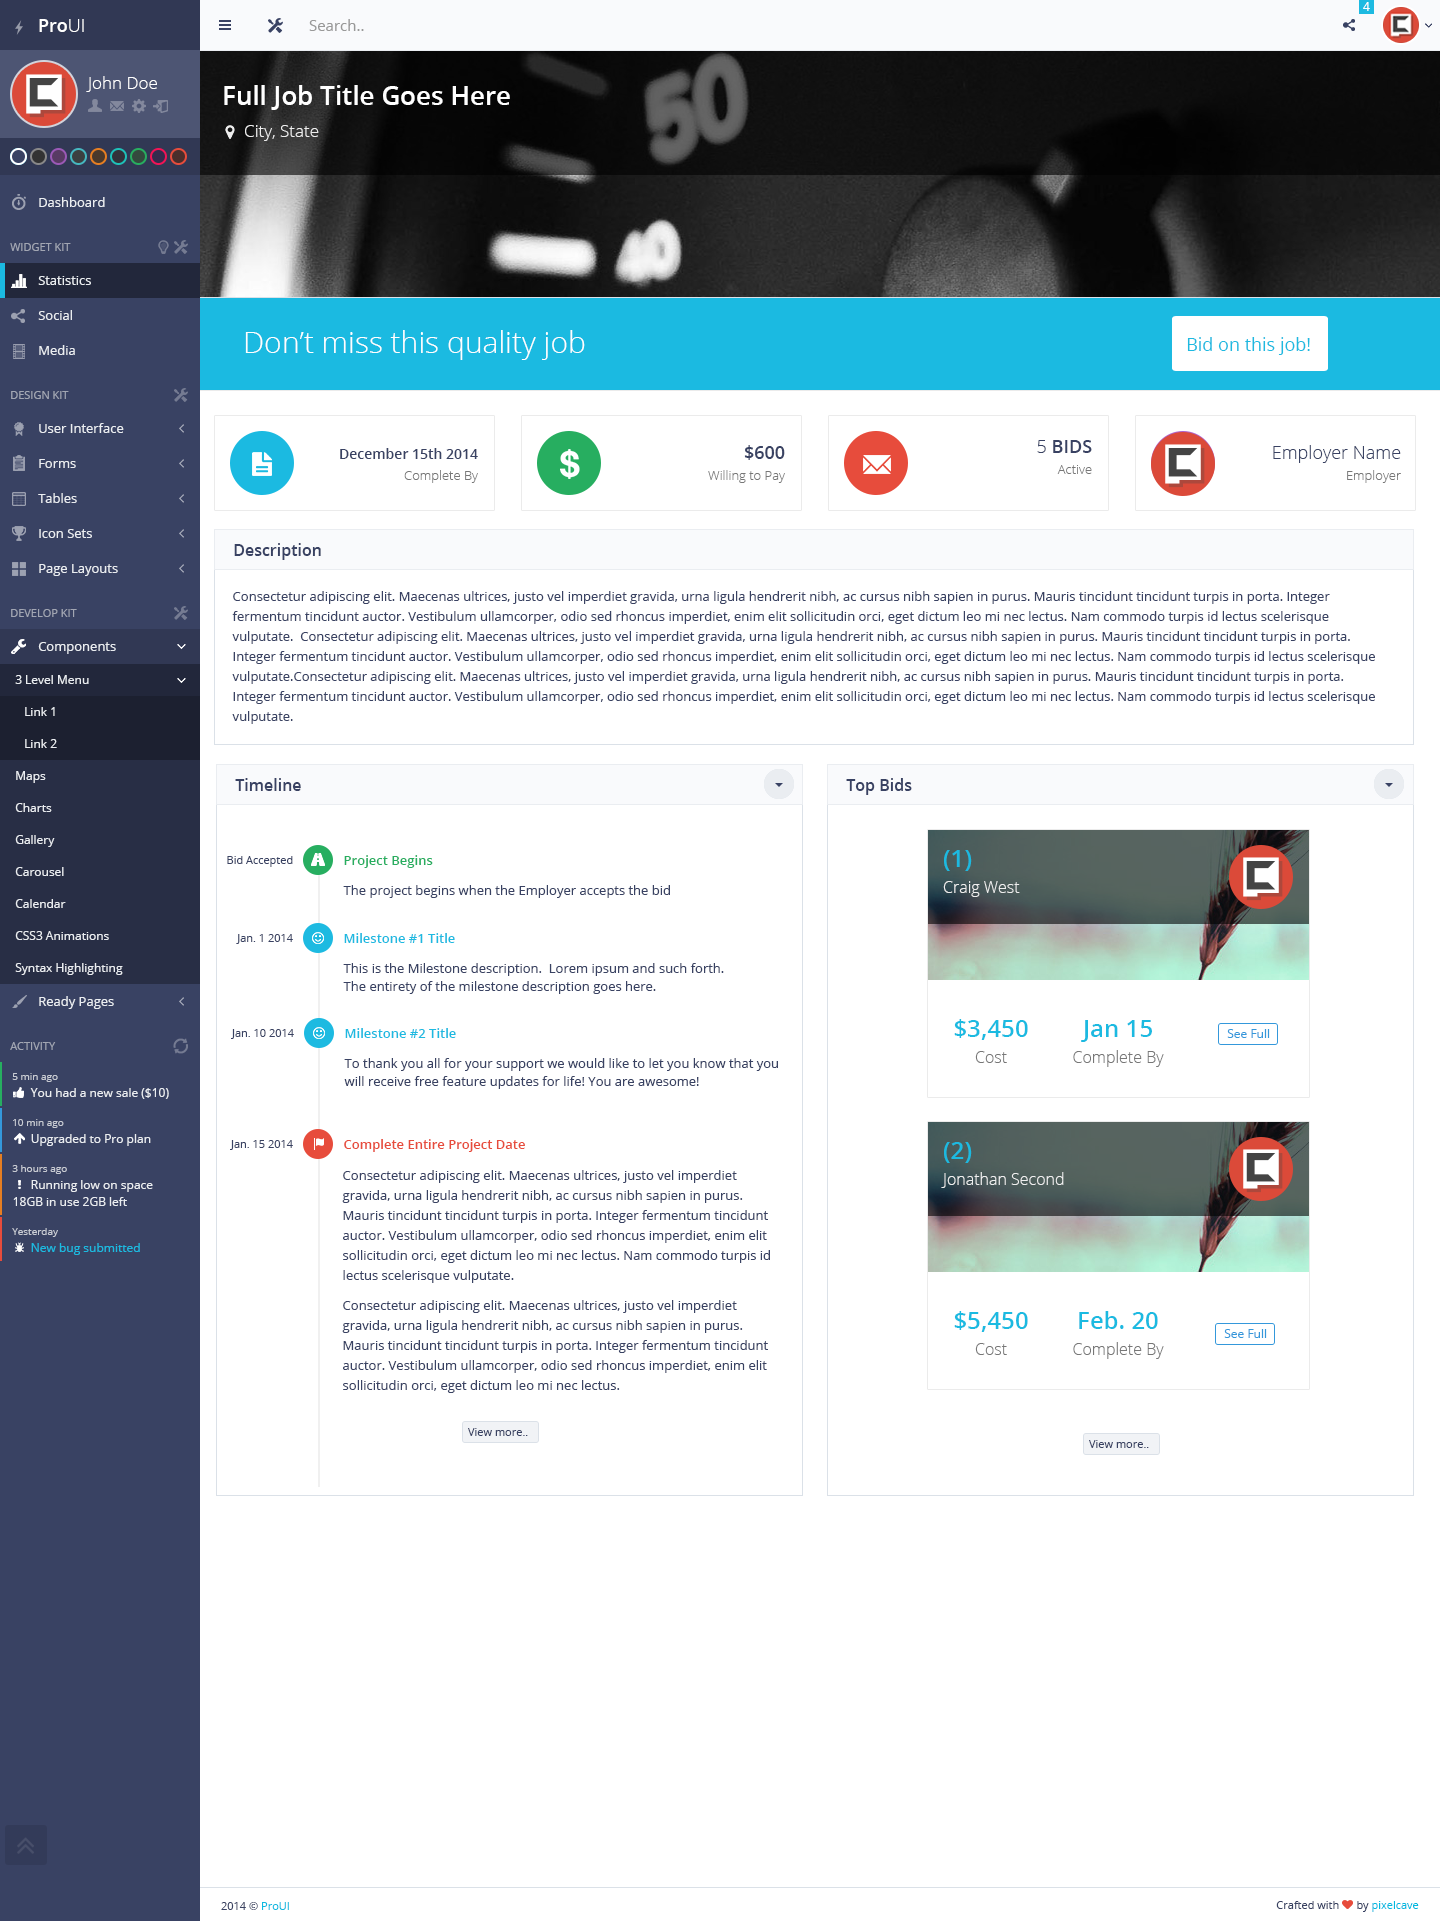 ProUI
John Doe
Dashboard
WIDGET KIT
Statistics
Social
Media
DESIGN KIT
User Interface
Forms
Tables
Icon Sets
Page Layouts
DEVELOP KIT
Components
3 Level Menu
Link 1
Link 2
Maps
Charts
Gallery
Carousel
Calendar
CSS3 Animations
Syntax Highlighting
Ready Pages
ACTIVITY
5 min ago
You had a new sale ($10)
10 min ago
Upgraded to Pro plan
3 hours ago
Running low on space
18GB in use 2GB left
Yesterday
New bug submitted
Search..
4
Full Job Title Goes Here
City, State
50
Don't miss this quality job
Bid on this job!
December 15th 2014
Complete By
$600
Willing to Pay
5 BIDS
Active
Employer Name
Employer
Description
Consectetur adipiscing elit. Maecenas ultrices, justo vel imperdiet gravida, urna ligula hendrerit nibh, ac cursus nibh sapien in purus. Mauris tincidunt tincidunt turpis in porta. Integer
fermentum tincidunt auctor. Vestibulum ullamcorper, odio sed rhoncus imperdiet, enim elit sollicitudin orci, eget dictum leo mi nec lectus. Nam commodo turpis id lectus scelerisque
vulputate.  Consectetur adipiscing elit. Maecenas ultrices, justo vel imperdiet gravida, urna ligula hendrerit nibh, ac cursus nibh sapien in purus. Mauris tincidunt tincidunt turpis in porta.
Integer fermentum tincidunt auctor. Vestibulum ullamcorper, odio sed rhoncus imperdiet, enim elit sollicitudin orci, eget dictum leo mi nec lectus. Nam commodo turpis id lectus scelerisque
vulputate.Consectetur adipiscing elit. Maecenas ultrices, justo vel imperdiet gravida, urna ligula hendrerit nibh, ac cursus nibh sapien in purus. Mauris tincidunt tincidunt turpis in porta.
Integer fermentum tincidunt auctor. Vestibulum ullamcorper, odio sed rhoncus imperdiet, enim elit sollicitudin orci, eget dictum leo mi nec lectus. Nam commodo turpis id lectus scelerisque
vulputate.
Timeline
Bid Accepted
Project Begins
The project begins when the Employer accepts the bid
Jan. 1 2014
Milestone #1 Title
This is the Milestone description.  Lorem ipsum and such forth.
The entirety of the milestone description goes here.
Jan. 10 2014
Milestone #2 Title
To thank you all for your support we would like to let you know that you
will receive free feature updates for life! You are awesome!
Jan. 15 2014
Complete Entire Project Date
Consectetur adipiscing elit. Maecenas ultrices, justo vel imperdiet
gravida, urna ligula hendrerit nibh, ac cursus nibh sapien in purus.
Mauris tincidunt tincidunt turpis in porta. Integer fermentum tincidunt
auctor. Vestibulum ullamcorper, odio sed rhoncus imperdiet, enim elit
sollicitudin orci, eget dictum leo mi nec lectus. Nam commodo turpis id
lectus scelerisque vulputate.
Consectetur adipiscing elit. Maecenas ultrices, justo vel imperdiet
gravida, urna ligula hendrerit nibh, ac cursus nibh sapien in purus.
Mauris tincidunt tincidunt turpis in porta. Integer fermentum tincidunt
auctor. Vestibulum ullamcorper, odio sed rhoncus imperdiet, enim elit
sollicitudin orci, eget dictum leo mi nec lectus.
View more..
Top Bids
(1)
Craig West
$3,450
Cost
Jan 15
Complete By
See Full
(2)
Jonathan Second
$5,450
Cost
Feb. 20
Complete By
See Full
View more..
2014 © ProUI
Crafted with ❤ by pixelcave